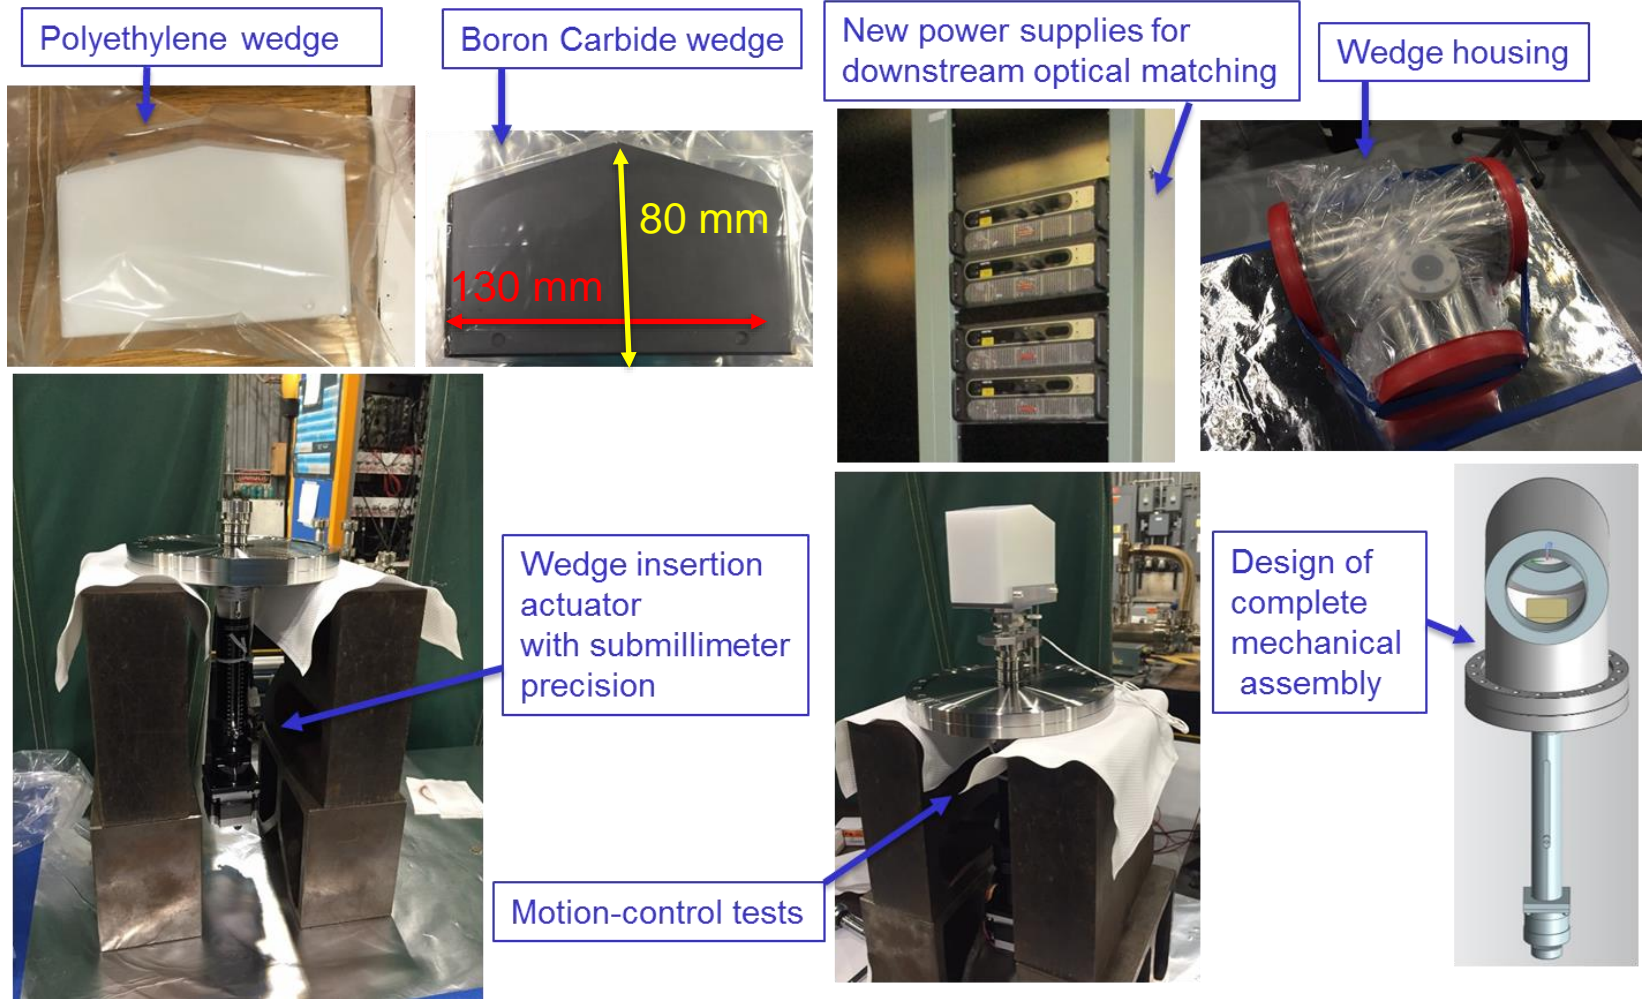 Polyethylene wedge
Boron Carbide wedge
New power supplies for
downstream optical matching
Wedge housing
80 mm
130 mm
Wedge insertion
actuator
with submillimeter
precision
Design of
complete
mechanical
assembly
Motion-control tests